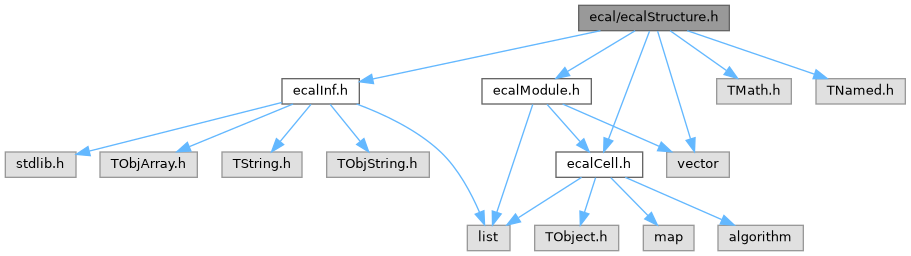 ecal/ecalStructure.h
ecalInf.h
ecalModule.h
TMath.h
TNamed.h
stdlib.h
TObjArray.h
TString.h
TObjString.h
ecalCell.h
vector
list
TObject.h
map
algorithm